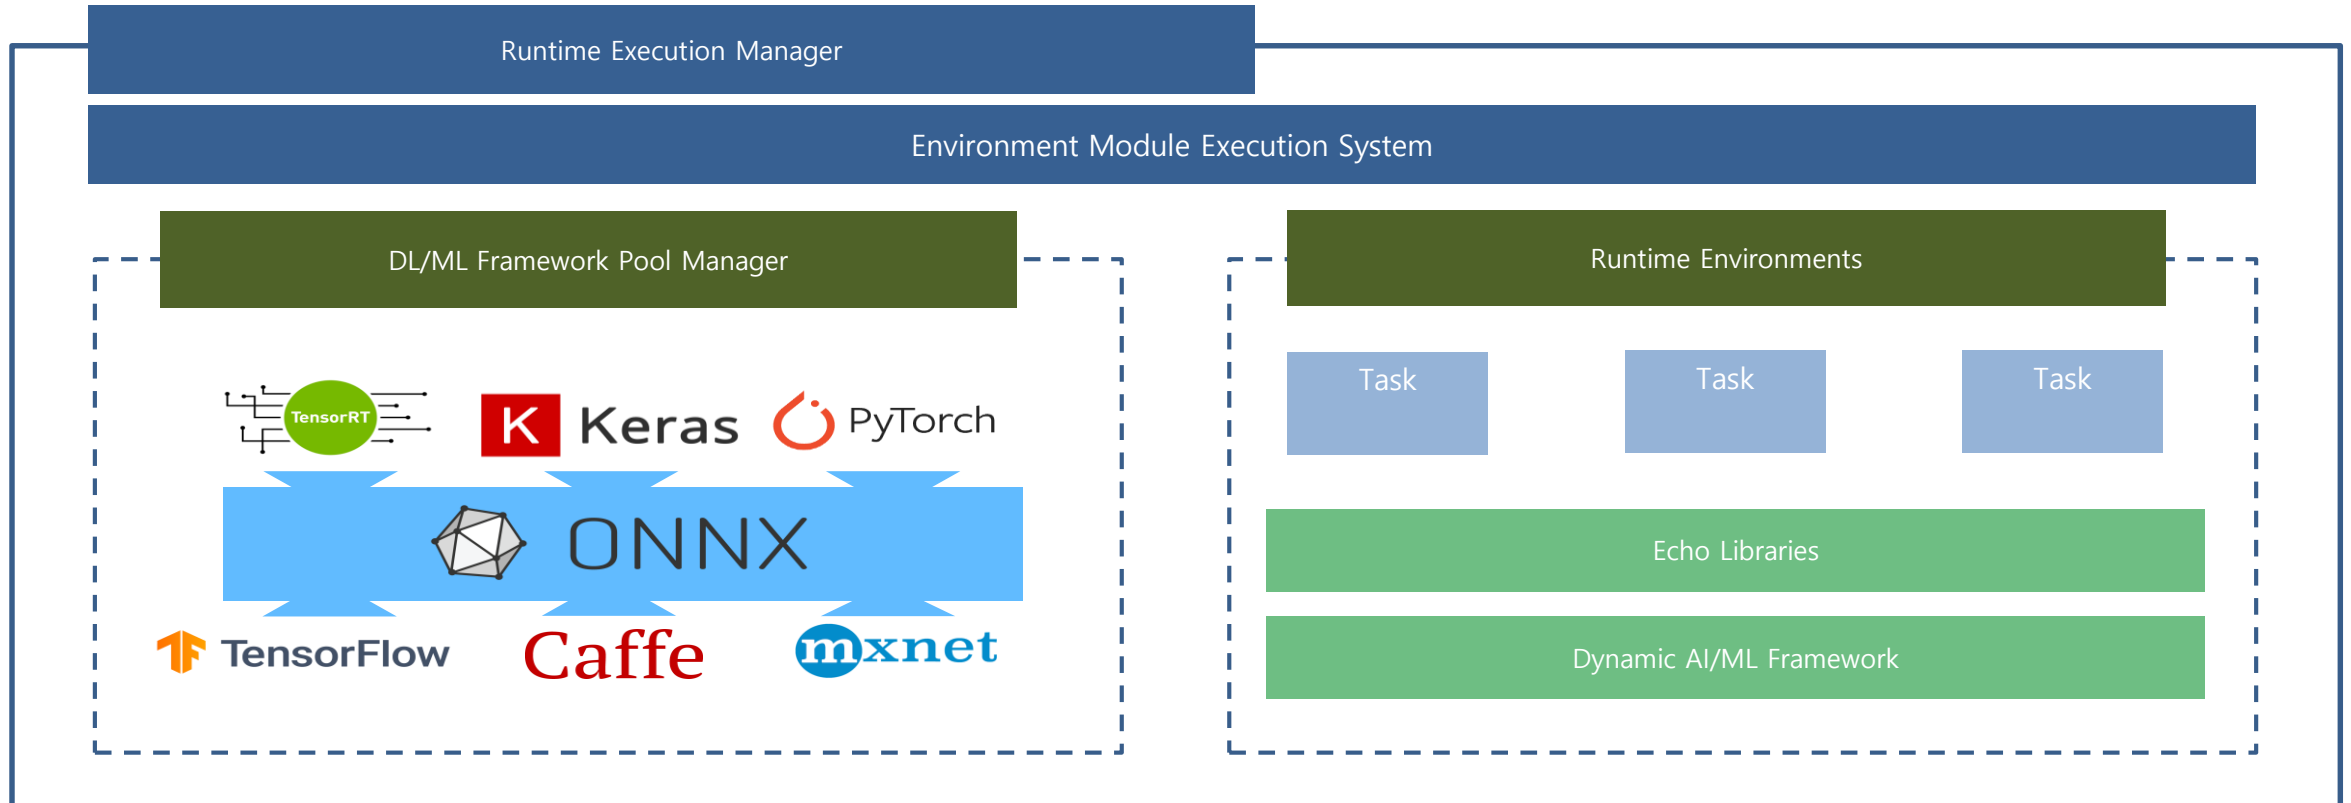 Runtime Execution Manager
Environment Module Execution System
DL/ML Framework Pool Manager
TensorRT
K Keras
PyTorch
ONNX
TensorFlow
Caffe
mxnet
Runtime Environments
Task
Task
Task
Echo Libraries
Dynamic AI/ML Framework